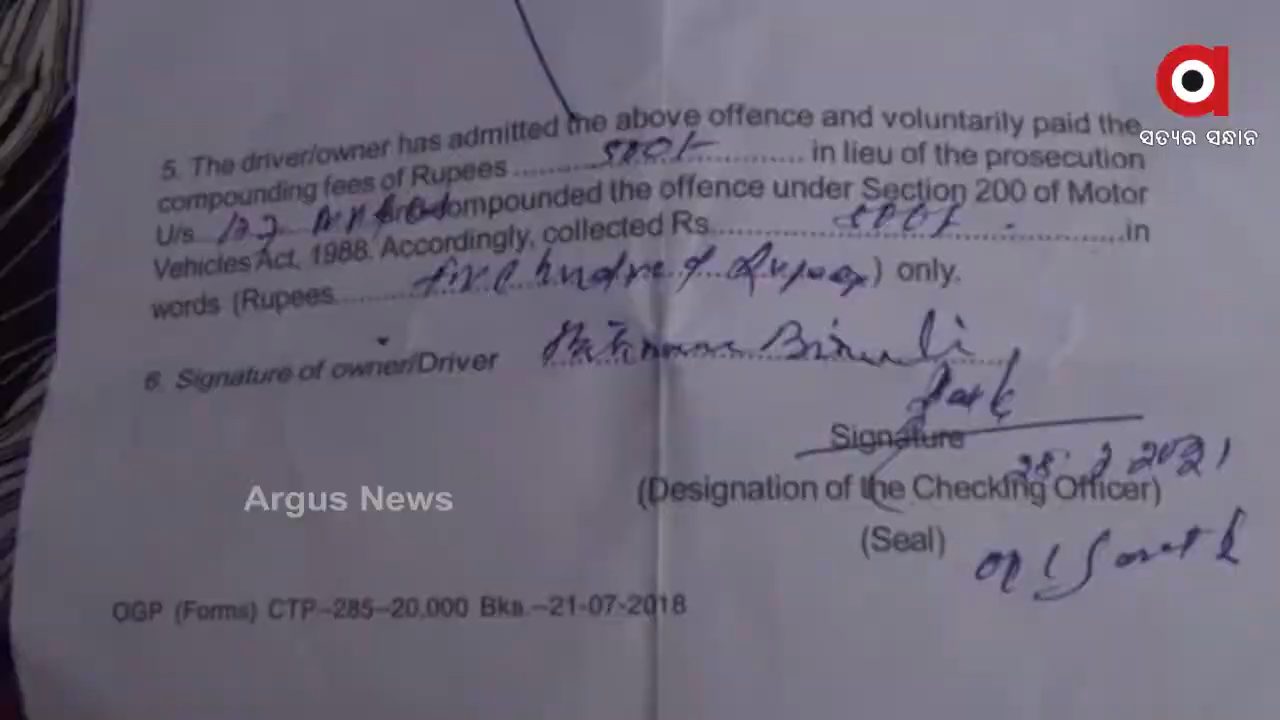 ସତ୍ୟର ସନ୍ଧାନ
5. The driver/owner has admitted the above offence and voluntarily paid the
compounding fees of Rupees 500/- in lieu of the prosecution
U/s compounded the offence under Section 200 of Motor
Vehicles Act, 1988. Accordingly, collected Rs. 500/- in
words (Rupees five hundred Rupees) only.
6. Signature of owner/Driver
Signature
2021
(Designation of the Checking Officer)
(Seal)
Argus News
OGP (Forms) CTP-285-20,000 Bks.-21-07-2018